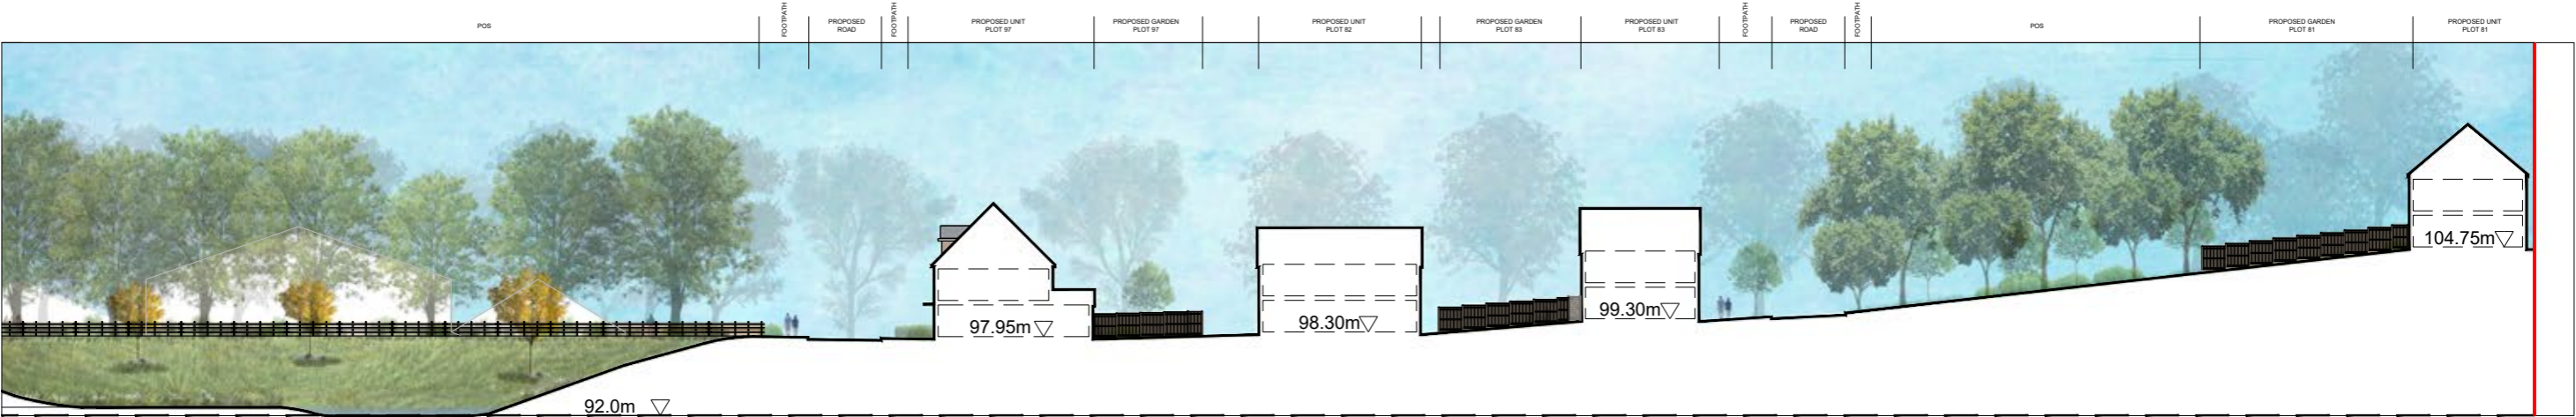 POS
FOOTPATH
PROPOSED
ROAD
FOOTPATH
PROPOSED UNIT
PLOT 97
PROPOSED GARDEN
PLOT 97
PROPOSED UNIT
PLOT 82
PROPOSED GARDEN
PLOT 83
PROPOSED UNIT
PLOT 83
FOOTPATH
PROPOSED
ROAD
FOOTPATH
POS
PROPOSED GARDEN
PLOT 81
PROPOSED UNIT
PLOT 81
97.95m
98.30m
99.30m
104.75m
92.0m